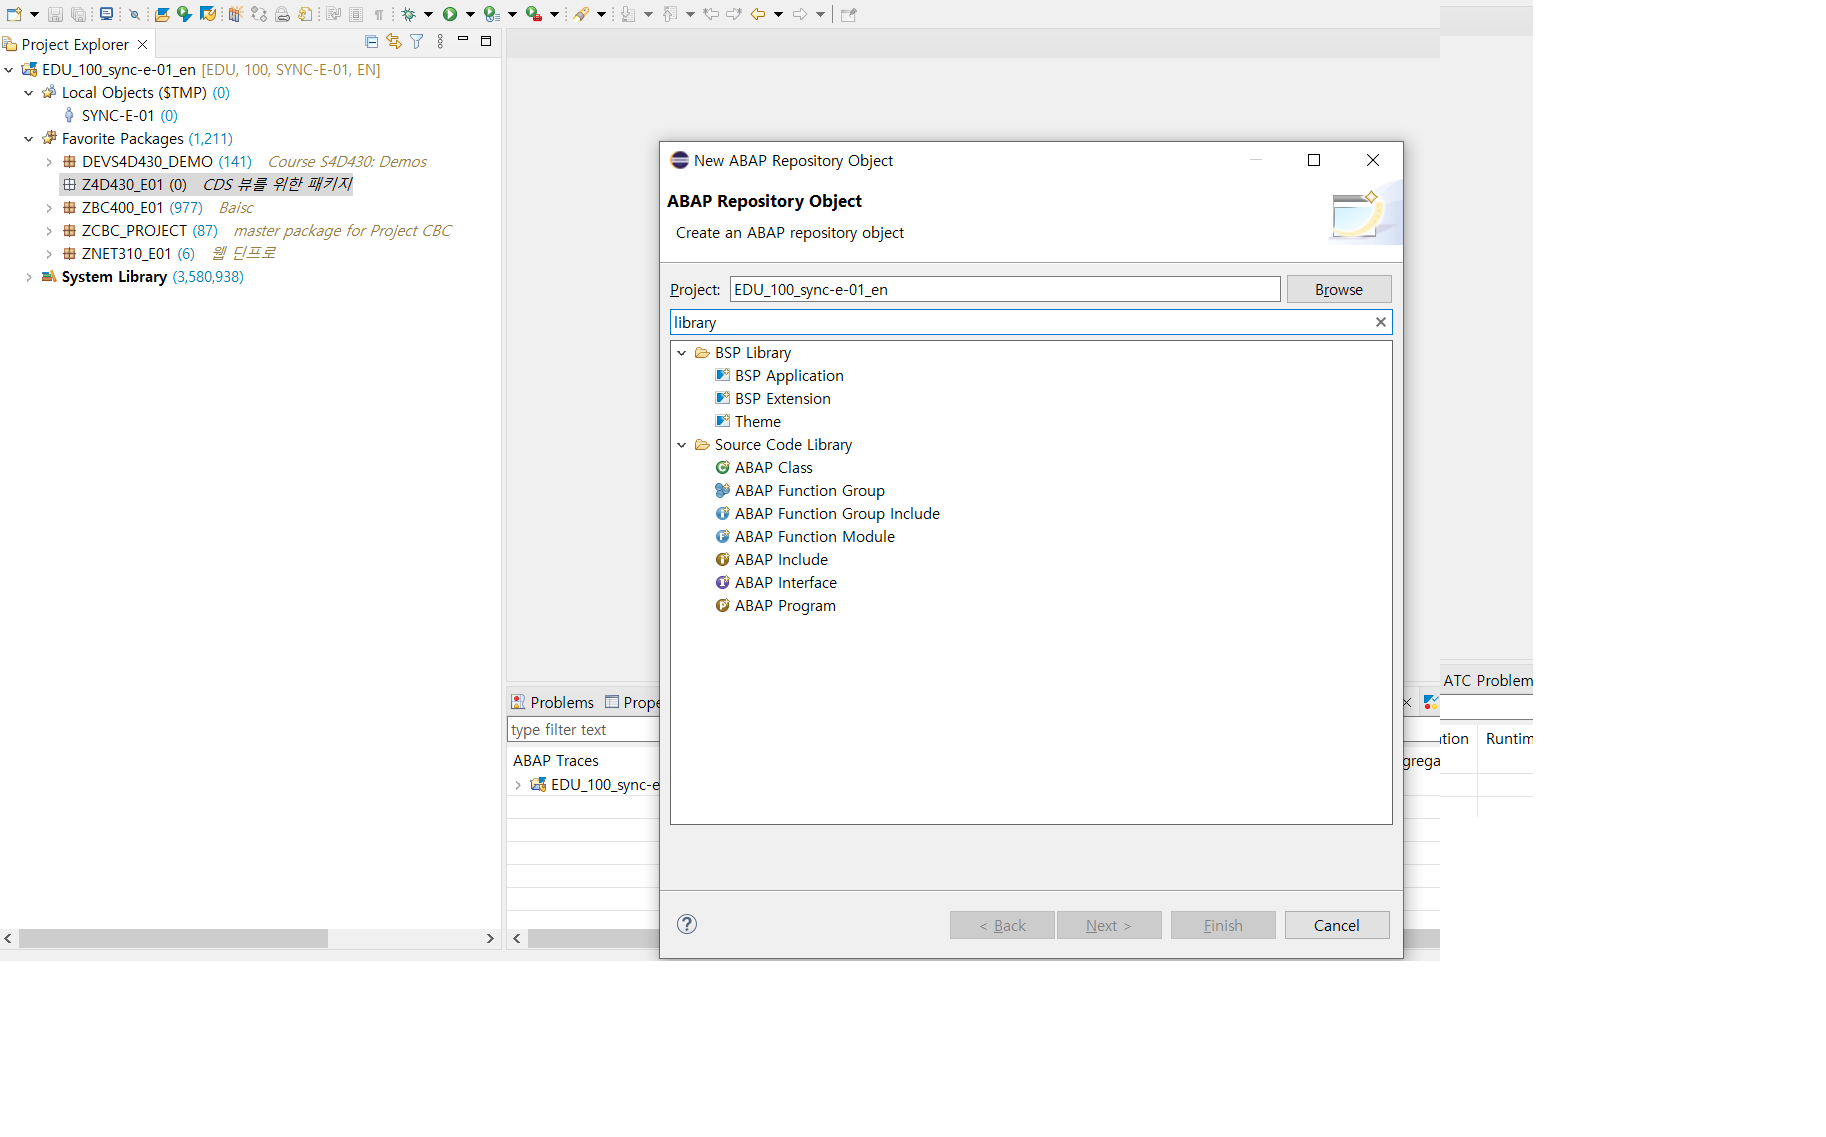 Project Explorer
EDU_100_sync-e-01_en [EDU, 100, SYNC-E-01, EN]
Local Objects ($TMP) (0)
SYNC-E-01 (0)
Favorite Packages (1,211)
DEVS4D430_DEMO (141) Course S4D430: Demos
Z4D430_E01 (0) CDS 뷰를 위한 패키지
ZBC400_E01 (977) Baisc
ZCBC_PROJECT (87) master package for Project CBC
ZNET310_E01 (6) 웹 딘프로
System Library (3,580,938)
New ABAP Repository Object
ABAP Repository Object
Create an ABAP repository object
Project: EDU_100_sync-e-01_en Browse
library
BSP Library
BSP Application
BSP Extension
Theme
Source Code Library
ABAP Class
ABAP Function Group
ABAP Function Group Include
ABAP Function Module
ABAP Include
ABAP Interface
ABAP Program
< Back Next > Finish Cancel
Problems Prope
type filter text
ABAP Traces
EDU_100_sync-e
ATC Problem
tion Runtim
grega